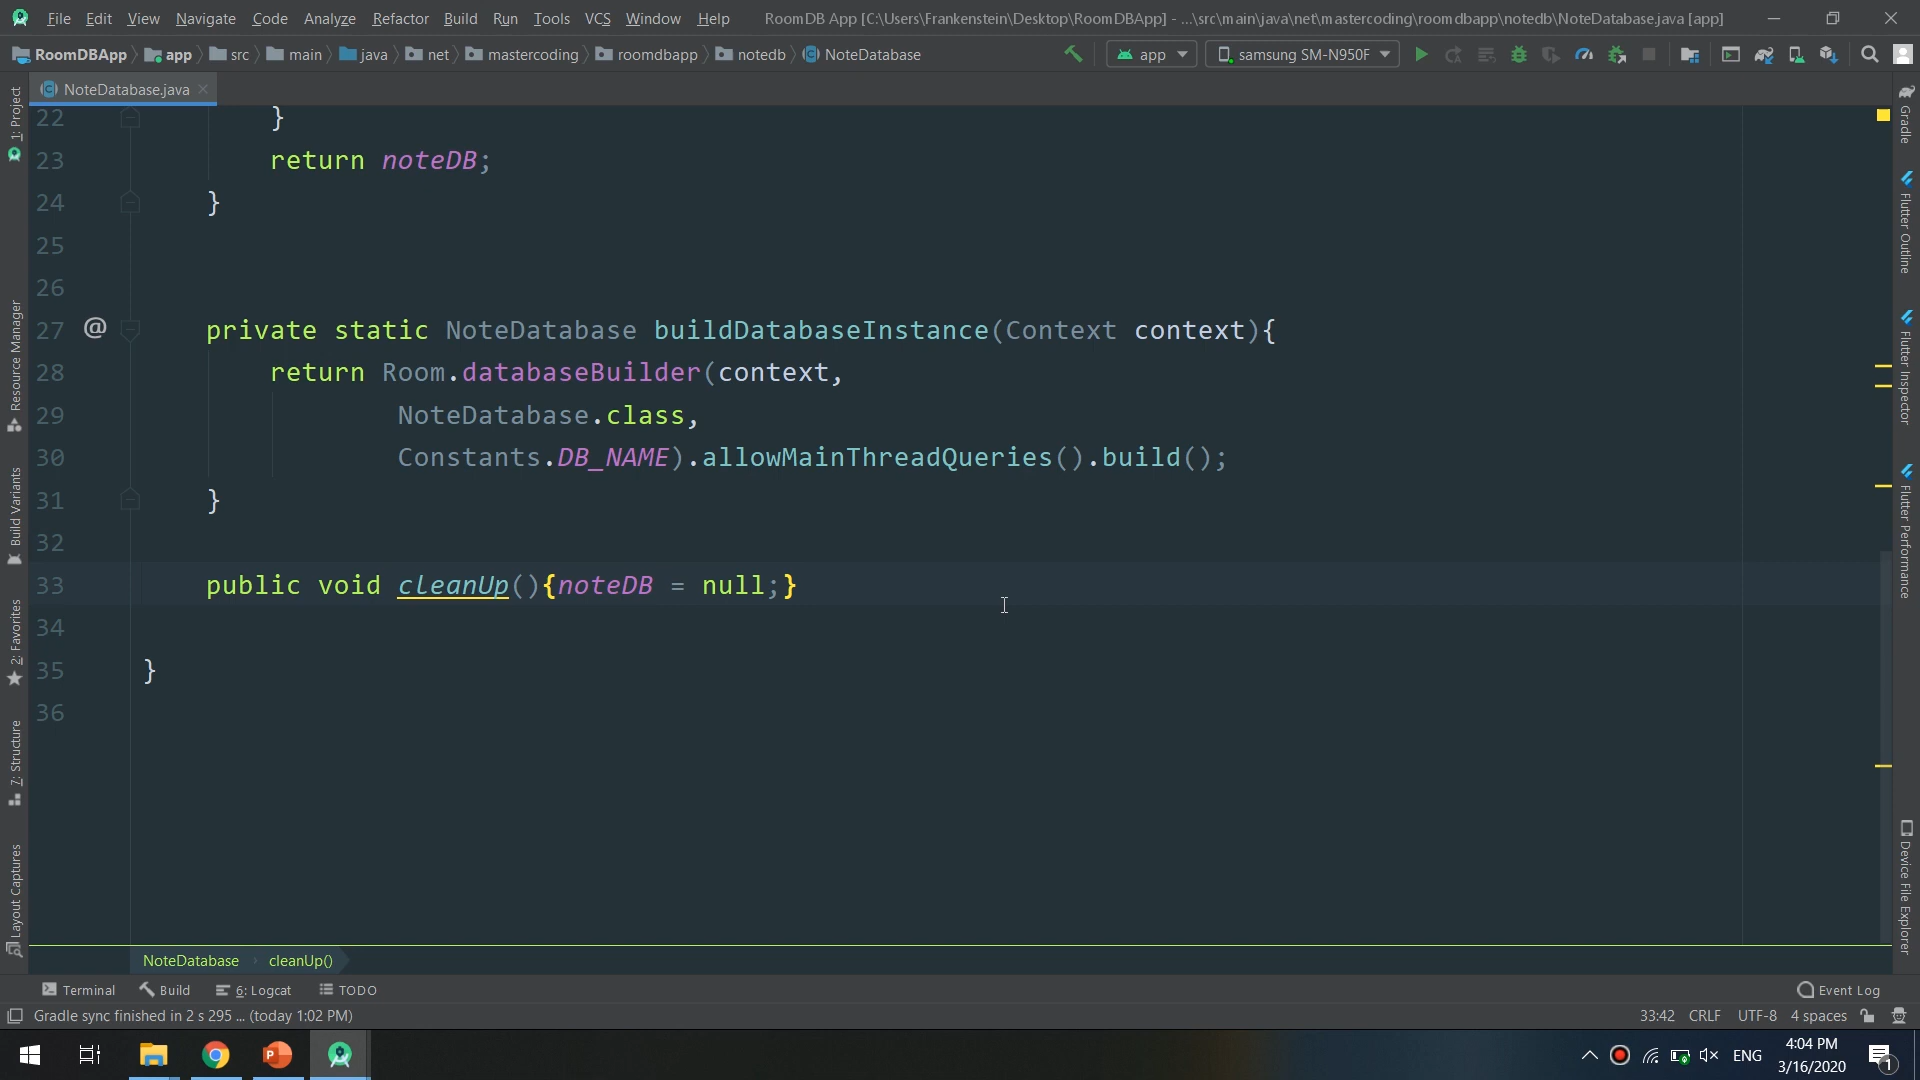 File Edit View Navigate Code Analyze Refactor Build Run Tools VCS Window Help RoomDB App [C:\Users\Frankenstein\Desktop\RoomDBApp] - ...\src\main\java\net\mastercoding\roomdbapp\notedb\NoteDatabase.java [app]
RoomDBApp app src main java net mastercoding roomdbapp notedb NoteDatabase app samsung SM-N950F
NoteDatabase.java
1: Project
Resource Manager
Build Variants
2: Favorites
7: Structure
Layout Captures
22 }
23 return noteDB;
24 }
25
26
27 @ private static NoteDatabase buildDatabaseInstance(Context context){
28 return Room.databaseBuilder(context,
29 NoteDatabase.class,
30 Constants.DB_NAME).allowMainThreadQueries().build();
31 }
32
33 public void cleanUp(){noteDB = null;}
34
35 }
36
Gradle
Flutter Outline
Flutter Inspector
Flutter Performance
Device File Explorer
NoteDatabase cleanUp()
Terminal Build 6: Logcat TODO Event Log
Gradle sync finished in 2 s 295 ... (today 1:02 PM) 33:42 CRLF UTF-8 4 spaces
ENG 4:04 PM
3/16/2020
1